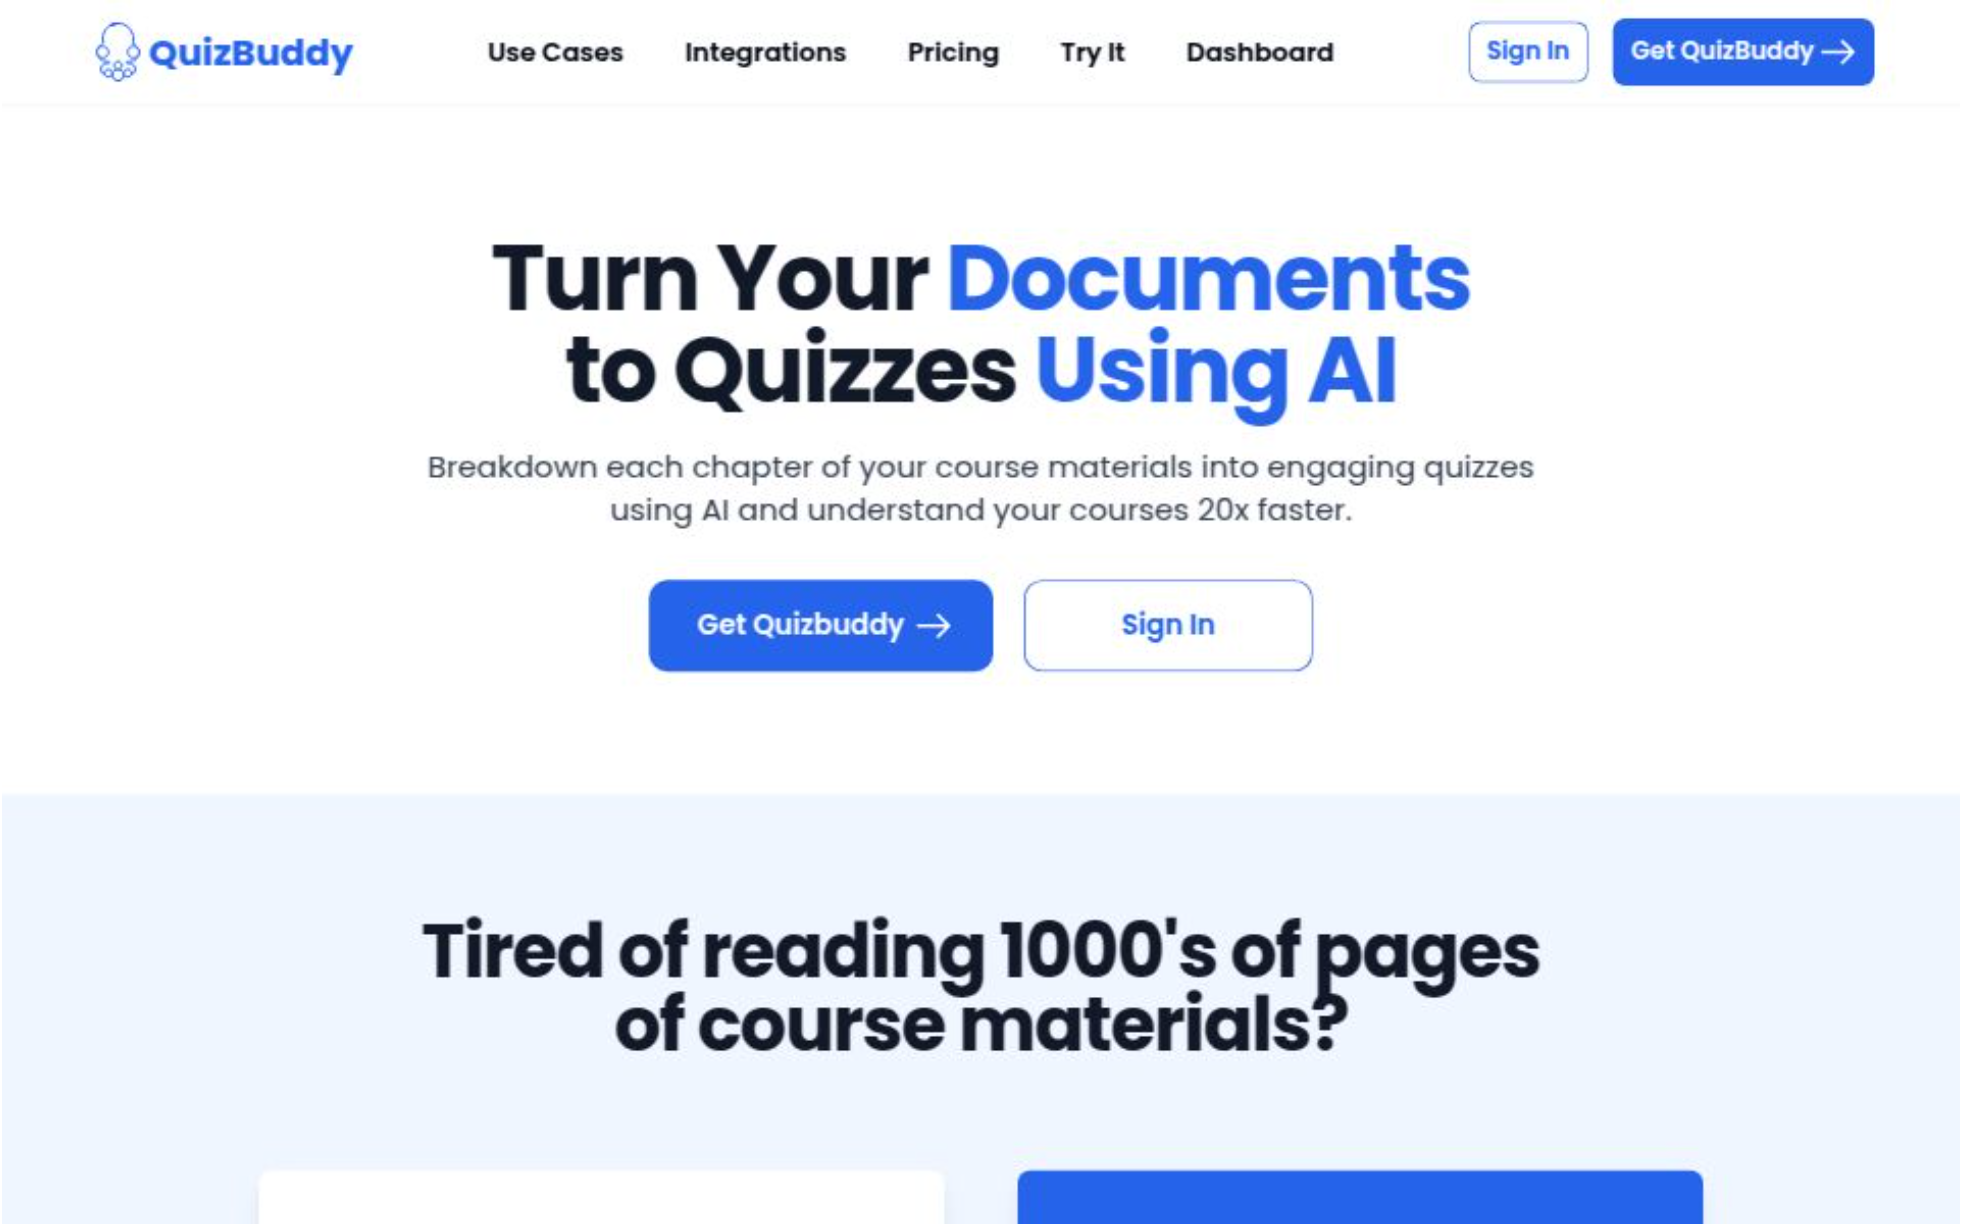 QuizBuddy
Use Cases
Integrations
Pricing
Try It
Dashboard
Sign In
Get QuizBuddy →
Turn Your Documents
to Quizzes Using AI
Breakdown each chapter of your course materials into engaging quizzes
using AI and understand your courses 20x faster.
Get Quizbuddy →
Sign In
Tired of reading 1000's of pages
of course materials?